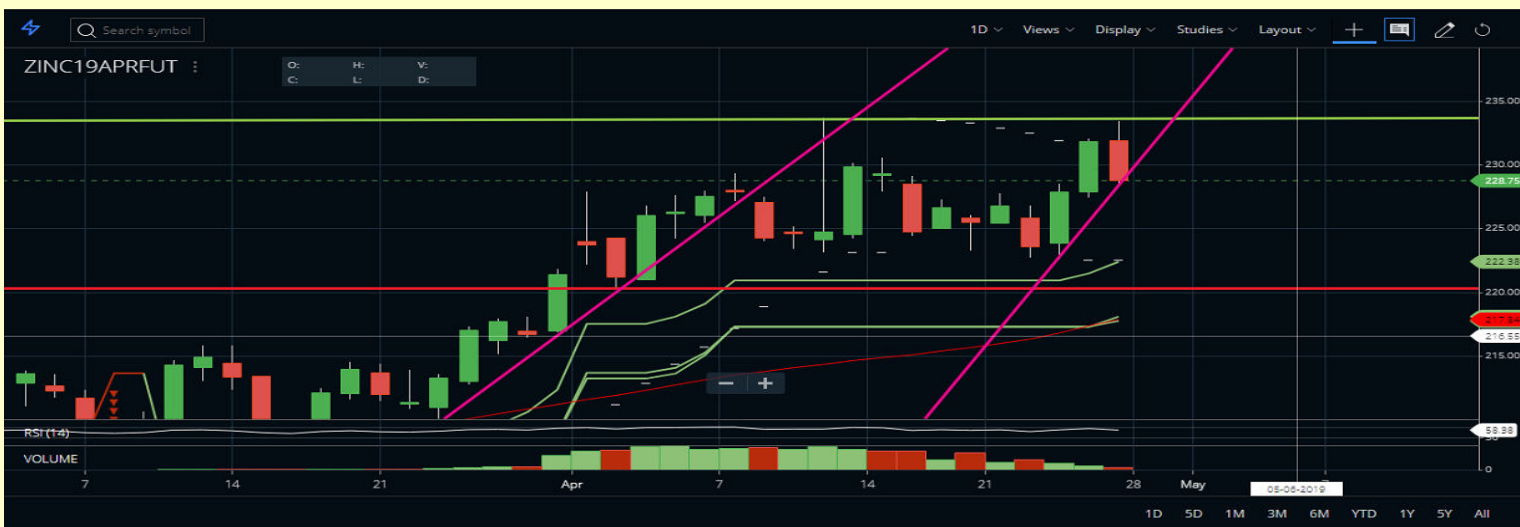 Search symbol 1D Views Display Studies Layout
ZINC19APRFUT
O: H: V:
C: L: D:
235.00
230.00
228.75
225.00
222.38
220.00
216.55
215.00
RSI (14)
58.38
VOLUME
0
7 14 21 Apr 7 14 21 28 May
05-06-2019
1D 5D 1M 3M 6M YTD 1Y 5Y All